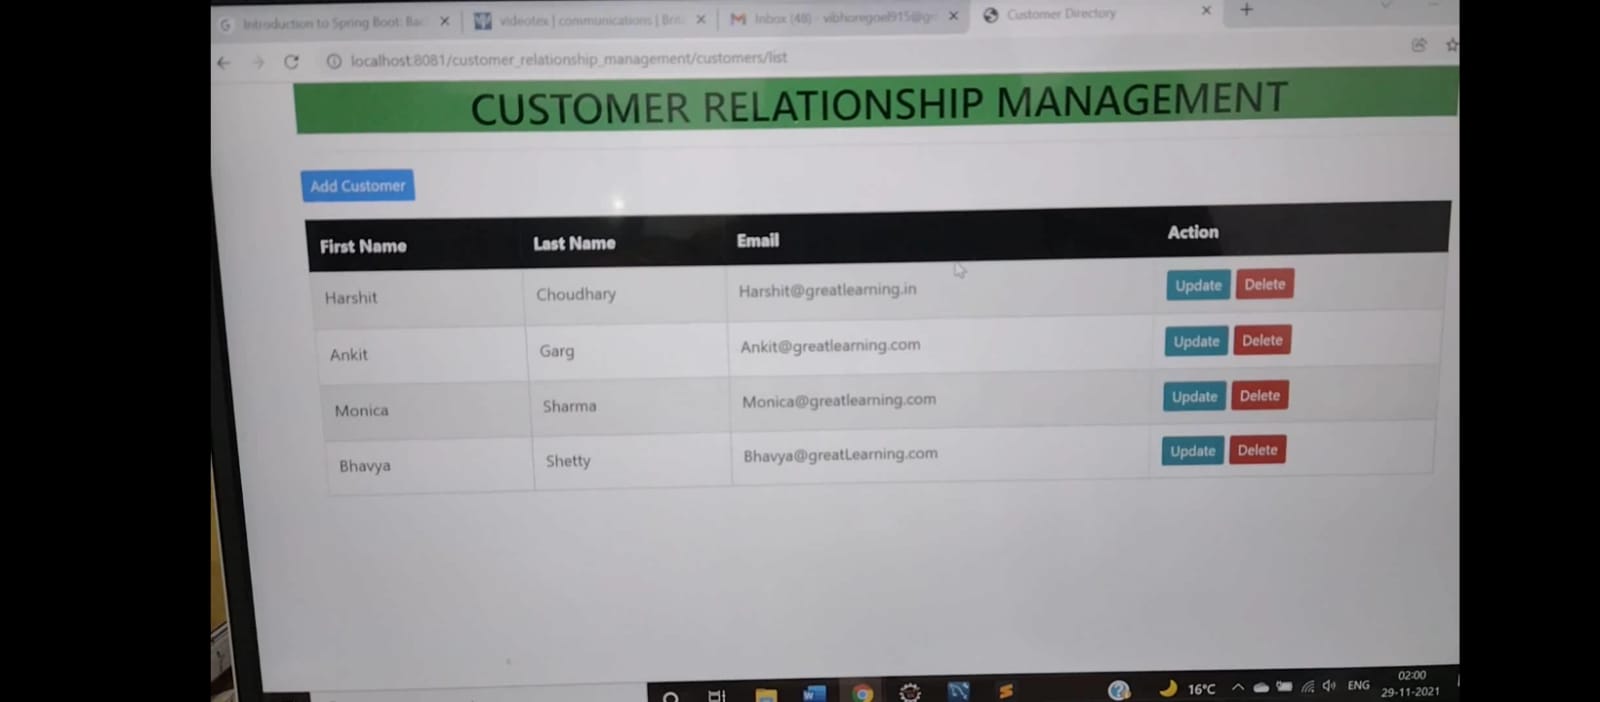 Introduction to Spring Boot: Ba
videotex | communications | Brit
Inbox (48) - vibhoregoel915@g
Customer Directory
localhost:8081/customer_relationship_management/customers/list
CUSTOMER RELATIONSHIP MANAGEMENT
Add Customer
First Name Last Name Email Action
Harshit Choudhary Harshit@greatlearning.in Update Delete
Ankit Garg Ankit@greatlearning.com Update Delete
Monica Sharma Monica@greatlearning.com Update Delete
Bhavya Shetty Bhavya@greatLearning.com Update Delete
16°C ENG 02:00
29-11-2021